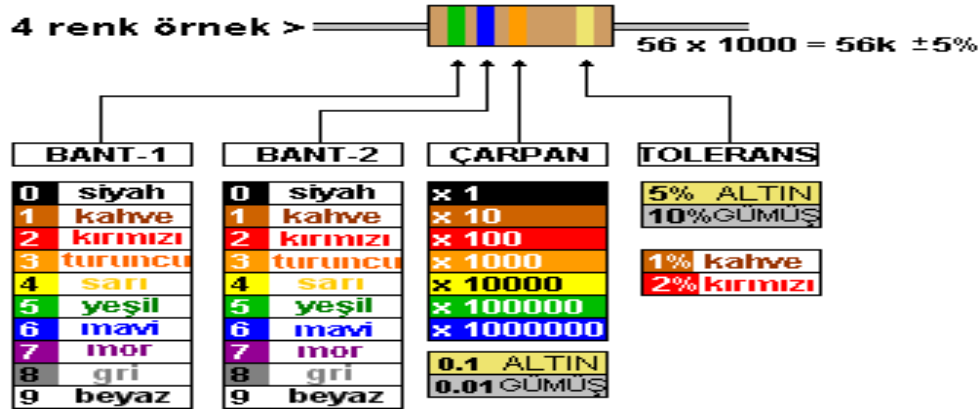 4 renk örnek >
56 x 1000 = 56k ±5%
BANT-1 BANT-2 ÇARPAN TOLERANS
0 siyah 0 siyah x 1 5% ALTIN
1 kahve 1 kahve x 10 10% GÜMÜŞ
2 kırmızı 2 kırmızı x 100
3 turuncu 3 turuncu x 1000 1% kahve
4 sarı 4 sarı x 10000 2% kırmızı
5 yeşil 5 yeşil x 100000
6 mavi 6 mavi x 1000000
7 mor 7 mor
8 gri 8 gri 0.1 ALTIN
9 beyaz 9 beyaz 0.01 GÜMÜŞ